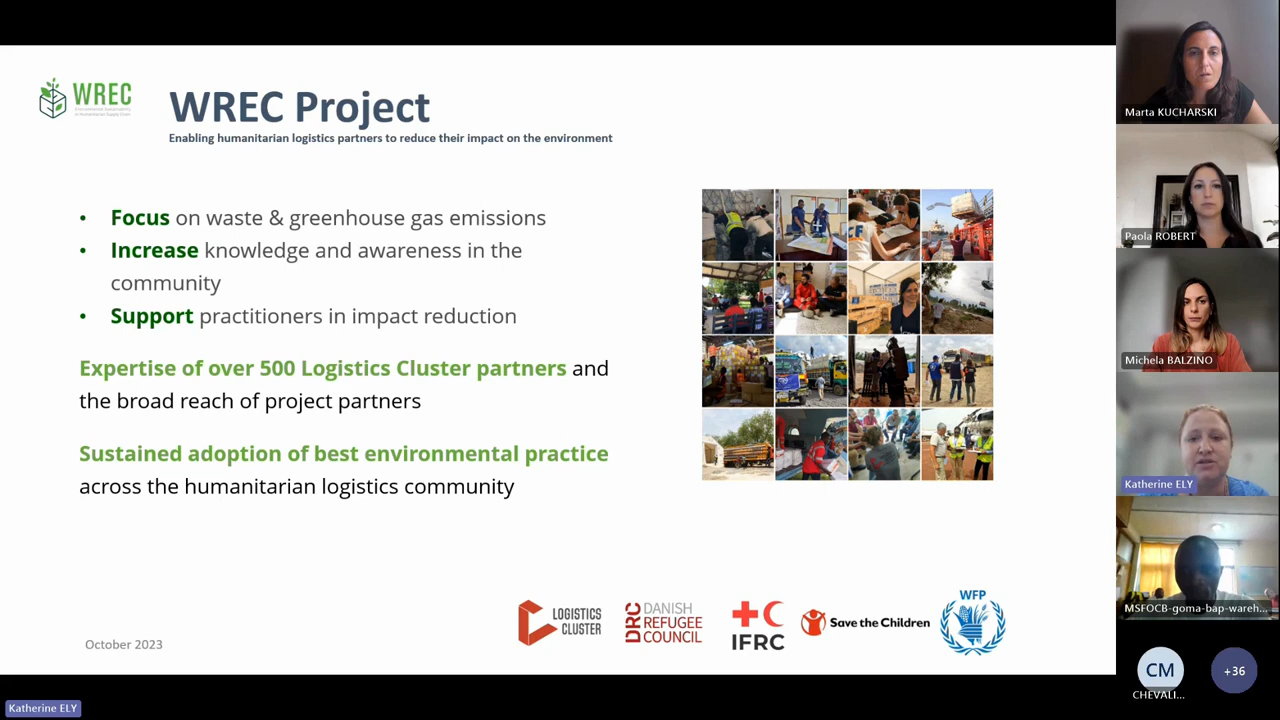 WREC
WREC Project
Enabling humanitarian logistics partners to reduce their impact on the environment
• Focus on waste & greenhouse gas emissions
• Increase knowledge and awareness in the
community
• Support practitioners in impact reduction
Expertise of over 500 Logistics Cluster partners and
the broad reach of project partners
Sustained adoption of best environmental practice
across the humanitarian logistics community
October 2023
LOGISTICS
CLUSTER
DRC DANISH
REFUGEE
COUNCIL
IFRC
Save the Children
WFP
Katherine ELY
Marta KUCHARSKI
Paola ROBERT
Michela BALZINO
Katherine ELY
MSFOCB-goma-bap-wareh...
CM
CHEVALI...
+36